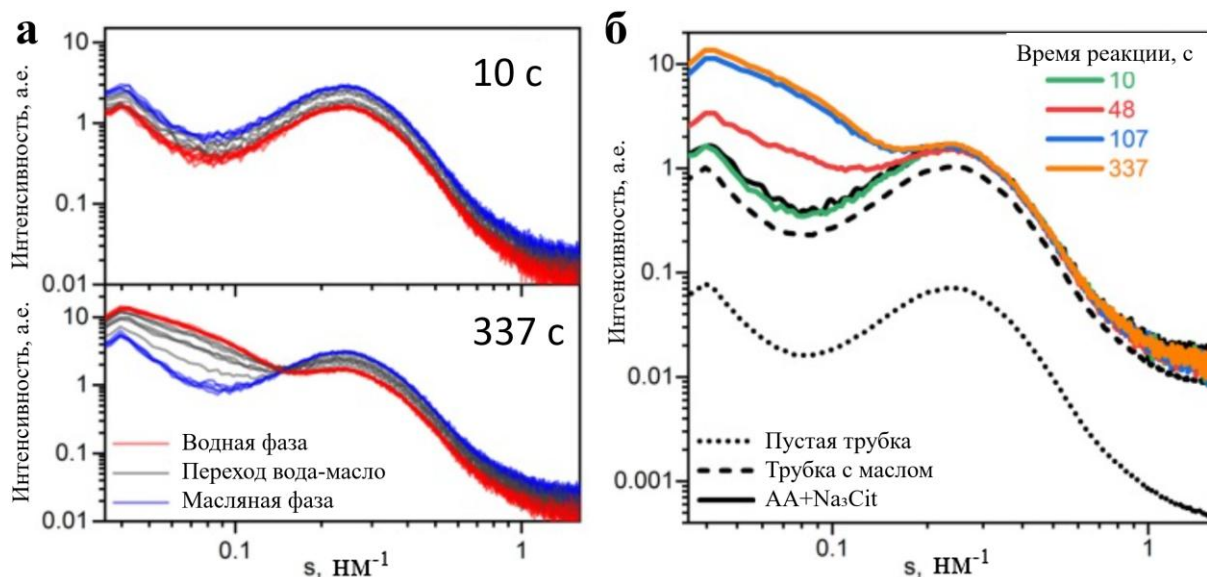 а
Интенсивность, а.е.
10
1
0.1
0.01
10 с
Интенсивность, а.е.
10
1
0.1
0.01
337 с
Водная фаза
Переход вода-масло
Масляная фаза
0.1
1
s, нм⁻¹
б
Интенсивность, а.е.
10
1
0.1
0.01
0.001
Время реакции, с
10
48
107
337
Пустая трубка
Трубка с маслом
AA+Na₃Cit
0.1
1
s, нм⁻¹